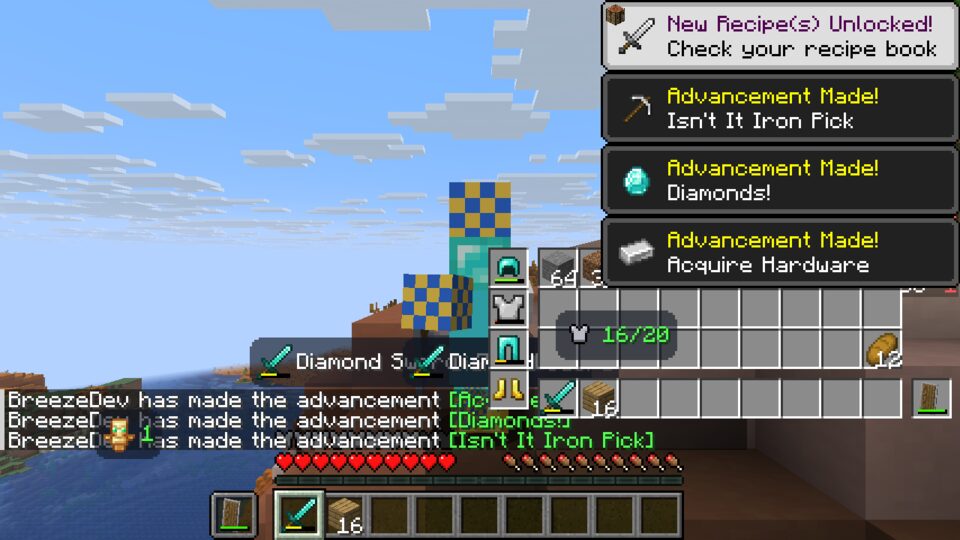 New Recipe(s) Unlocked!
Check your recipe book
Advancement Made!
Isn't It Iron Pick
Advancement Made!
Diamonds!
Advancement Made!
Acquire Hardware
64
16/20
12
Diamond
16
BreezeDev has made the advancement
BreezeDev has made the advancement [Diamonds!]
has made the advancement [Isn't It Iron Pick]
1
16